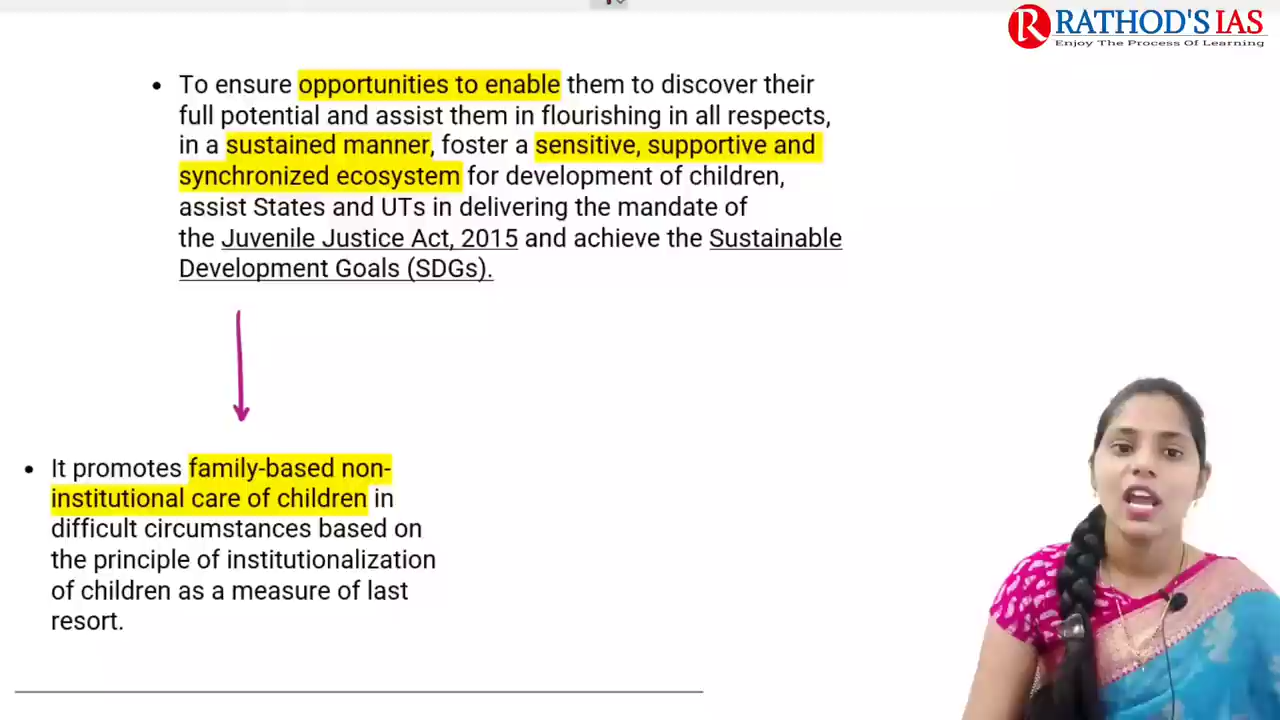 RATHOD'S IAS
Enjoy The Process Of Learning
• To ensure opportunities to enable them to discover their
full potential and assist them in flourishing in all respects,
in a sustained manner, foster a sensitive, supportive and
synchronized ecosystem for development of children,
assist States and UTs in delivering the mandate of
the Juvenile Justice Act, 2015 and achieve the Sustainable
Development Goals (SDGs).
• It promotes family-based non-
institutional care of children in
difficult circumstances based on
the principle of institutionalization
of children as a measure of last
resort.